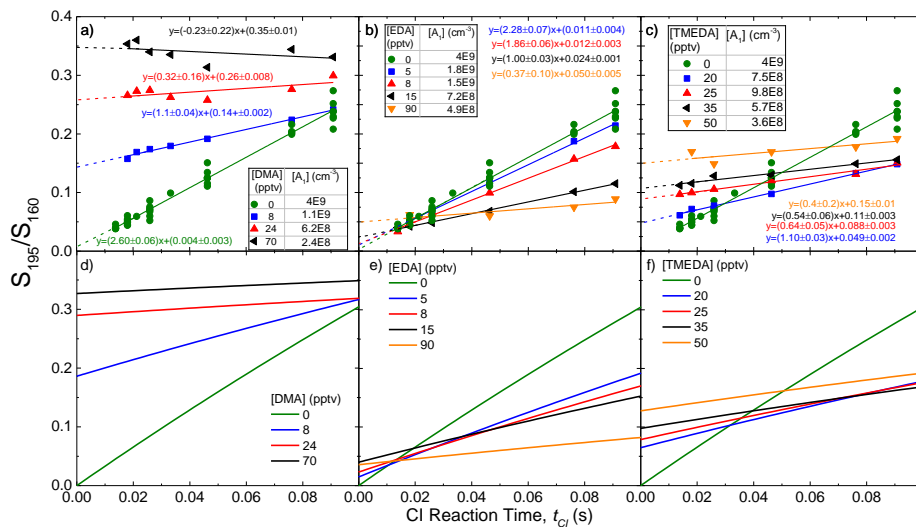 S195/S160
a)
y=(-0.23±0.22)x+(0.35±0.01)
y=(0.32±0.16)x+(0.26±0.008)
y=(1.1±0.04)x+(0.14+±0.002)
y=(2.60±0.06)x+(0.004±0.003)
[DMA] (pptv) [A1] (cm-3)
0 4E9
8 1.1E9
24 6.2E8
70 2.4E8
0.4
0.3
0.2
0.1
0.0
b)
[EDA] (pptv) [A1] (cm-3)
0 4E9
5 1.8E9
8 1.5E9
15 7.2E8
90 4.9E8
y=(2.28±0.07)x+(0.011±0.004)
y=(1.86±0.06)x+0.012±0.003)
y=(1.00±0.03)x+0.024±0.001)
y=(0.37±0.10)x+0.050±0.005)
c)
[TMEDA] (pptv) [A1] (cm-3)
0 4E9
20 7.5E8
25 9.8E8
35 5.7E8
50 3.6E8
y=(0.4±0.2)x+0.15±0.01)
y=(0.54±0.06)x+0.11±0.003)
y=(0.64±0.05)x+0.088±0.003)
y=(1.10±0.03)x+0.049±0.002)
d)
[DMA] (pptv)
0
8
24
70
0.3
0.2
0.1
0.0
e)
[EDA] (pptv)
0
5
8
15
90
f)
[TMEDA] (pptv)
0
20
25
35
50
0.00 0.02 0.04 0.06 0.08 0.00 0.02 0.04 0.06 0.08 0.00 0.02 0.04 0.06 0.08
CI Reaction Time, tCI (s)